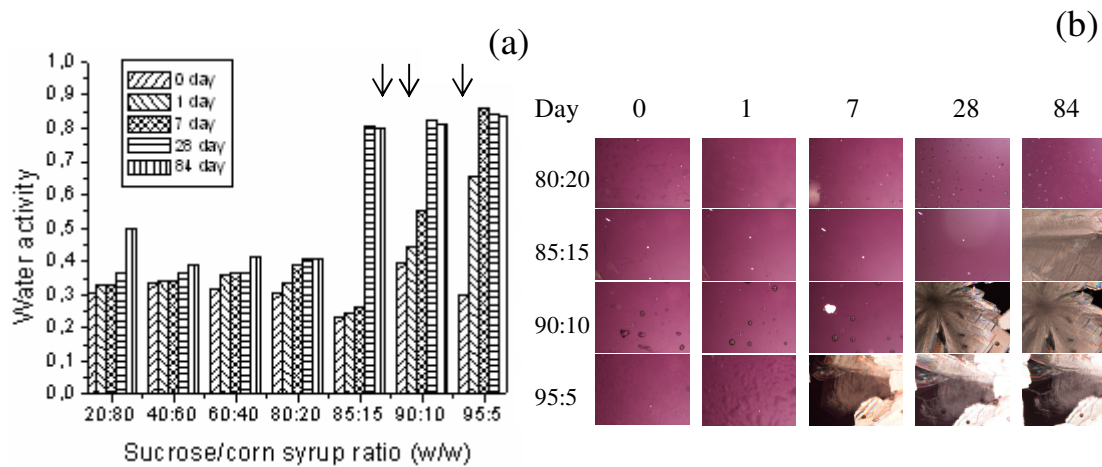 (a)
1,0
0,9
0,8
0,7
0,6
0,5
0,4
0,3
0,2
0,1
0,0
Water activity
0 day
1 day
7 day
28 day
84 day
20:80 40:60 60:40 80:20 85:15 90:10 95:5
Sucrose/corn syrup ratio (w/w)
(b)
Day 0 1 7 28 84
80:20
85:15
90:10
95:5